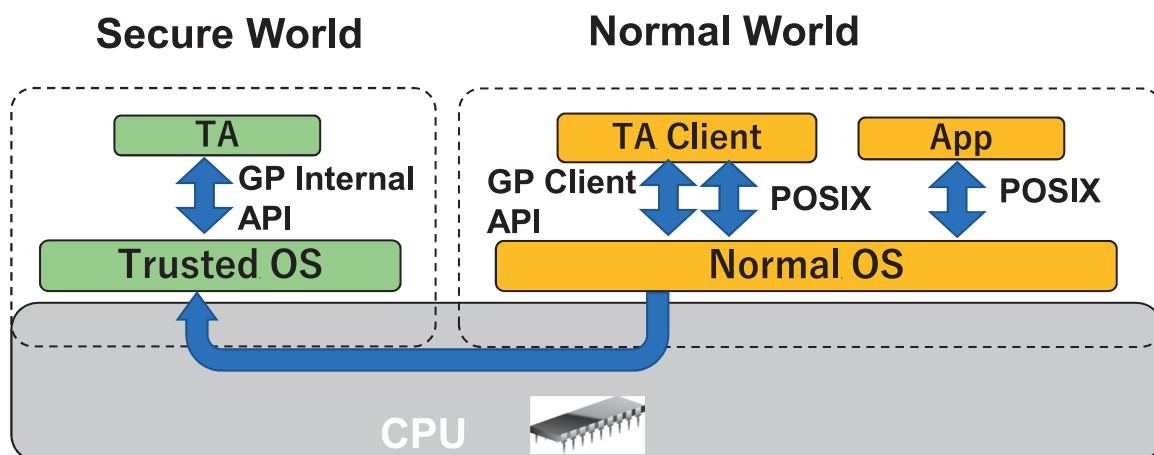 Secure World
Normal World
TA
TA Client
App
GP Internal
API
GP Client
API
POSIX
POSIX
Trusted OS
Normal OS
CPU